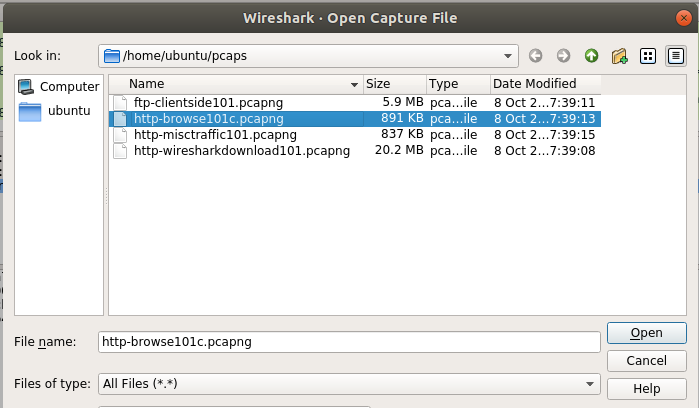 Wireshark · Open Capture File
Look in: /home/ubuntu/pcaps
Computer
ubuntu
Name Size Type Date Modified
ftp-clientside101.pcapng 5.9 MB pca...ile 8 Oct 2...7:39:11
http-browse101c.pcapng 891 KB pca...ile 8 Oct 2...7:39:13
http-misctraffic101.pcapng 837 KB pca...ile 8 Oct 2...7:39:15
http-wiresharkdownload101.pcapng 20.2 MB pca...ile 8 Oct 2...7:39:08
File name: http-browse101c.pcapng
Open
Cancel
Files of type: All Files (*.*)
Help